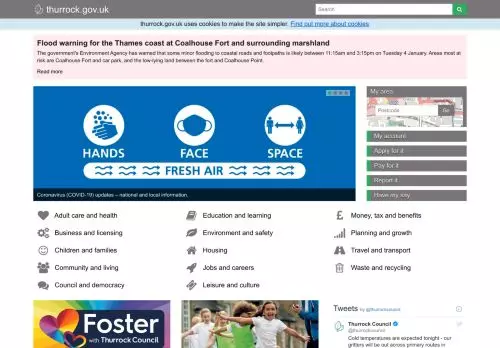 thurrock.gov.uk
Search
thurrock.gov.uk uses cookies to make the site simpler. Find out more about cookies
Flood warning for the Thames coast at Coalhouse Fort and surrounding marshland
The government's Environment Agency has warned that some minor flooding to coastal roads and footpaths is likely between 11:15am and 3:15pm on Tuesday 4 January. Areas most at
risk are Coalhouse Fort and car park, and the low-lying land between the fort and Coalhouse Point.
Read more
HANDS FACE SPACE
FRESH AIR
Coronavirus (COVID-19) updates – national and local information.
My area
Postcode
Go
My account
Apply for it
Pay for it
Report it
Have my say
Adult care and health
Education and learning
Money, tax and benefits
Business and licensing
Environment and safety
Planning and growth
Children and families
Housing
Travel and transport
Community and living
Jobs and careers
Waste and recycling
Council and democracy
Leisure and culture
Foster
with Thurrock Council
Tweets by @thurrockcouncil
Thurrock Council
@thurrockcouncil
Cold temperatures are expected tonight - our
gritters will be out across primary routes in